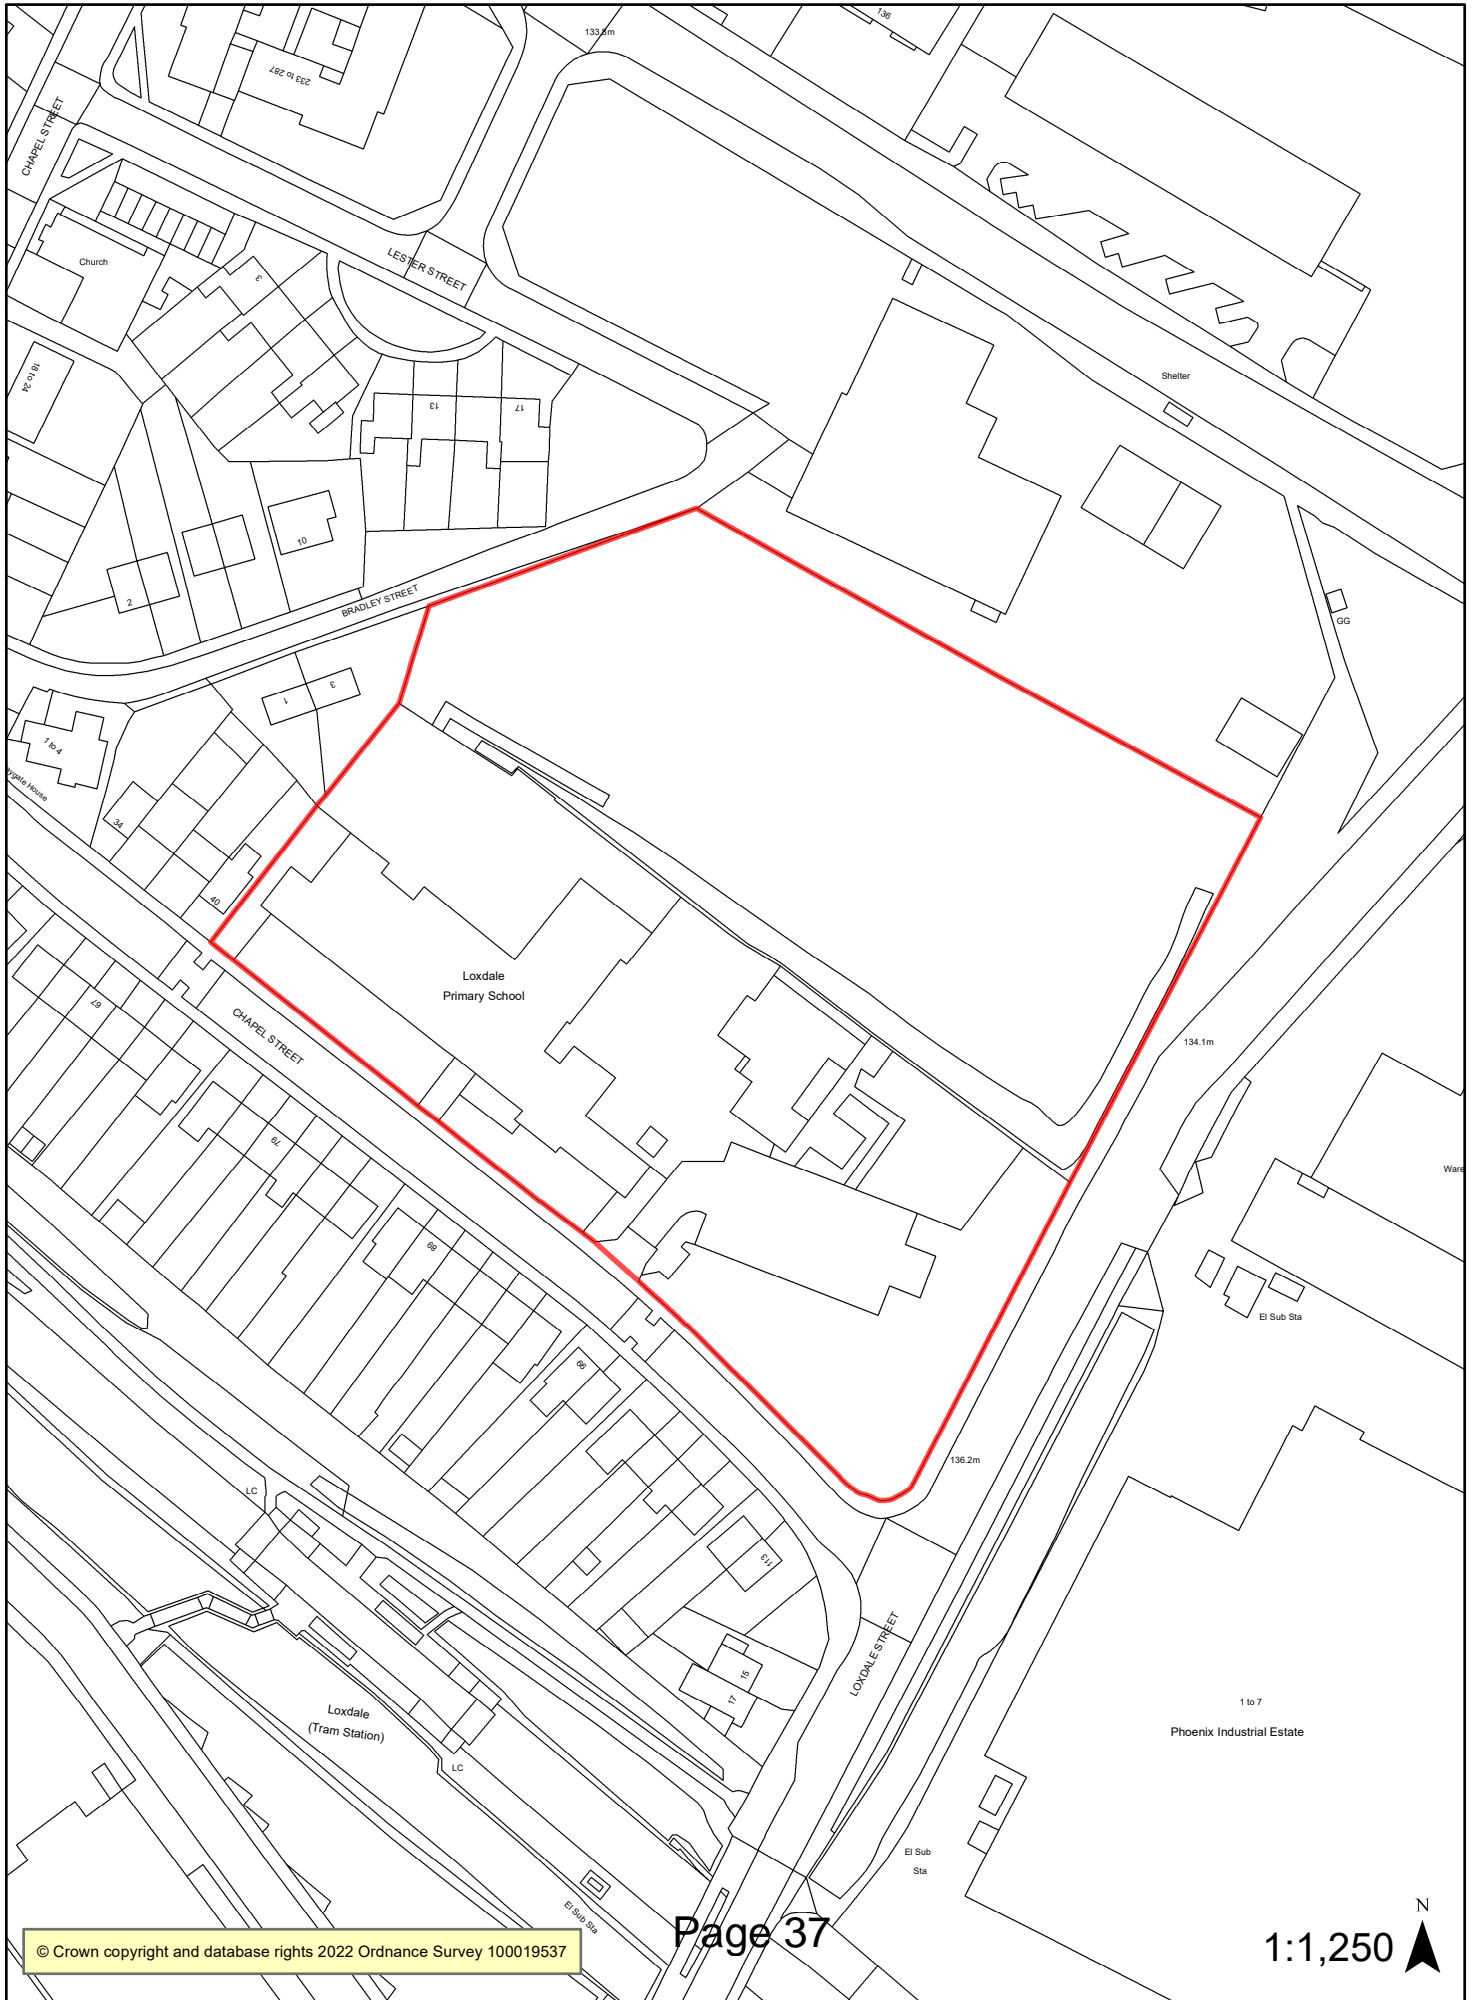 136
133.8m
233 to 287
CHAPEL STREET
Church
3
LESTER STREET
18 to 24
Shelter
13
17
10
2
BRADLEY STREET
GG
1
3
1 to 4
34
40
Loxdale
Primary School
67
CHAPEL STREET
134.1m
79
89
El Sub Sta
99
136.2m
LC
113
LOXDALE STREET
15
17
Loxdale
(Tram Station)
1 to 7
Phoenix Industrial Estate
LC
El Sub
Sta
El Sub Sta
Page 37
© Crown copyright and database rights 2022 Ordnance Survey 100019537
N
1:1,250